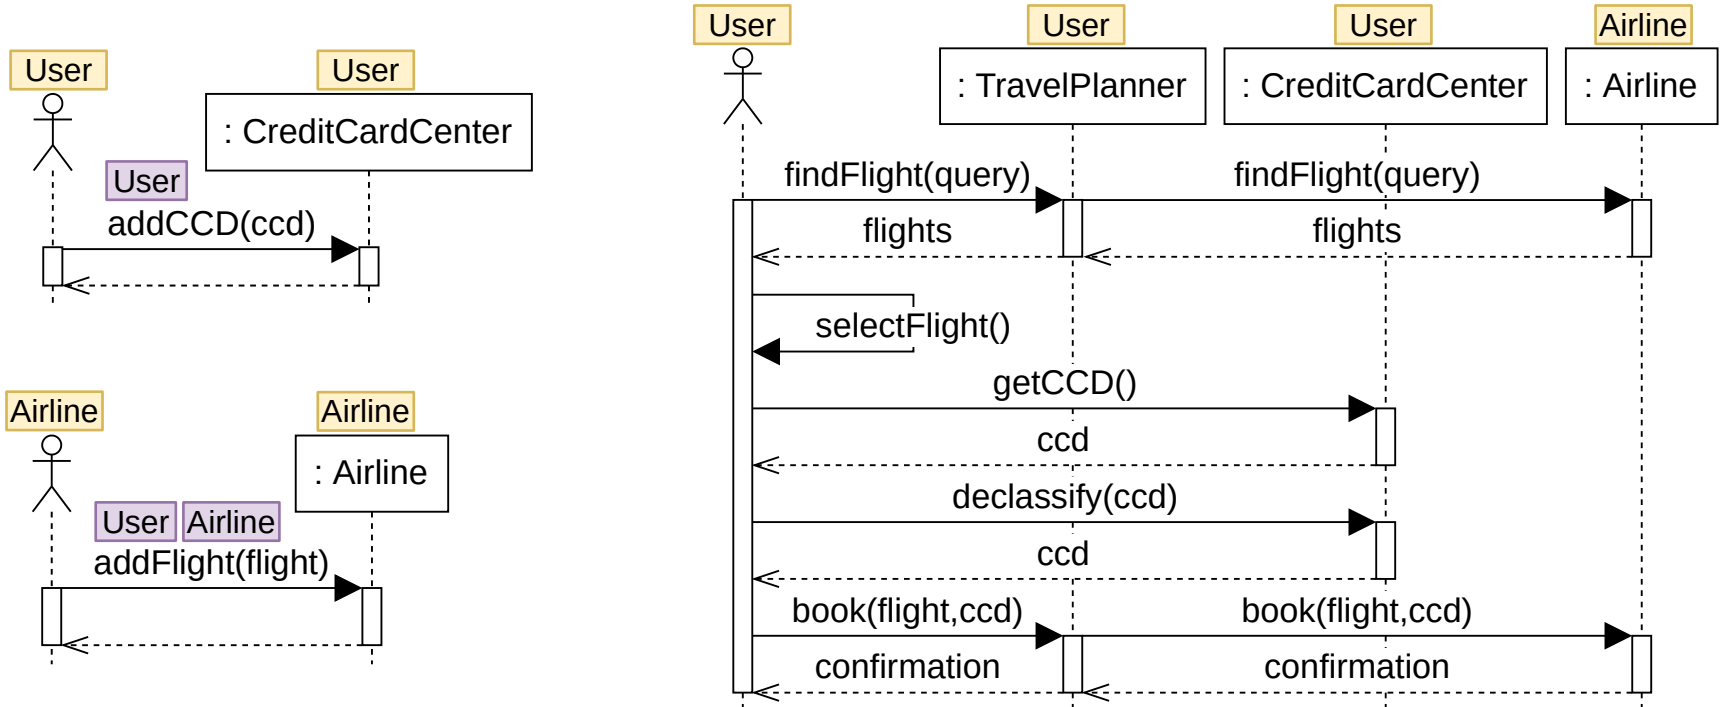 User
User
: CreditCardCenter
User
addCCD(ccd)
Airline
Airline
: Airline
User Airline
addFlight(flight)
User
User
User
Airline
: TravelPlanner
: CreditCardCenter
: Airline
findFlight(query)
findFlight(query)
flights
flights
selectFlight()
getCCD()
ccd
declassify(ccd)
ccd
book(flight,ccd)
book(flight,ccd)
confirmation
confirmation